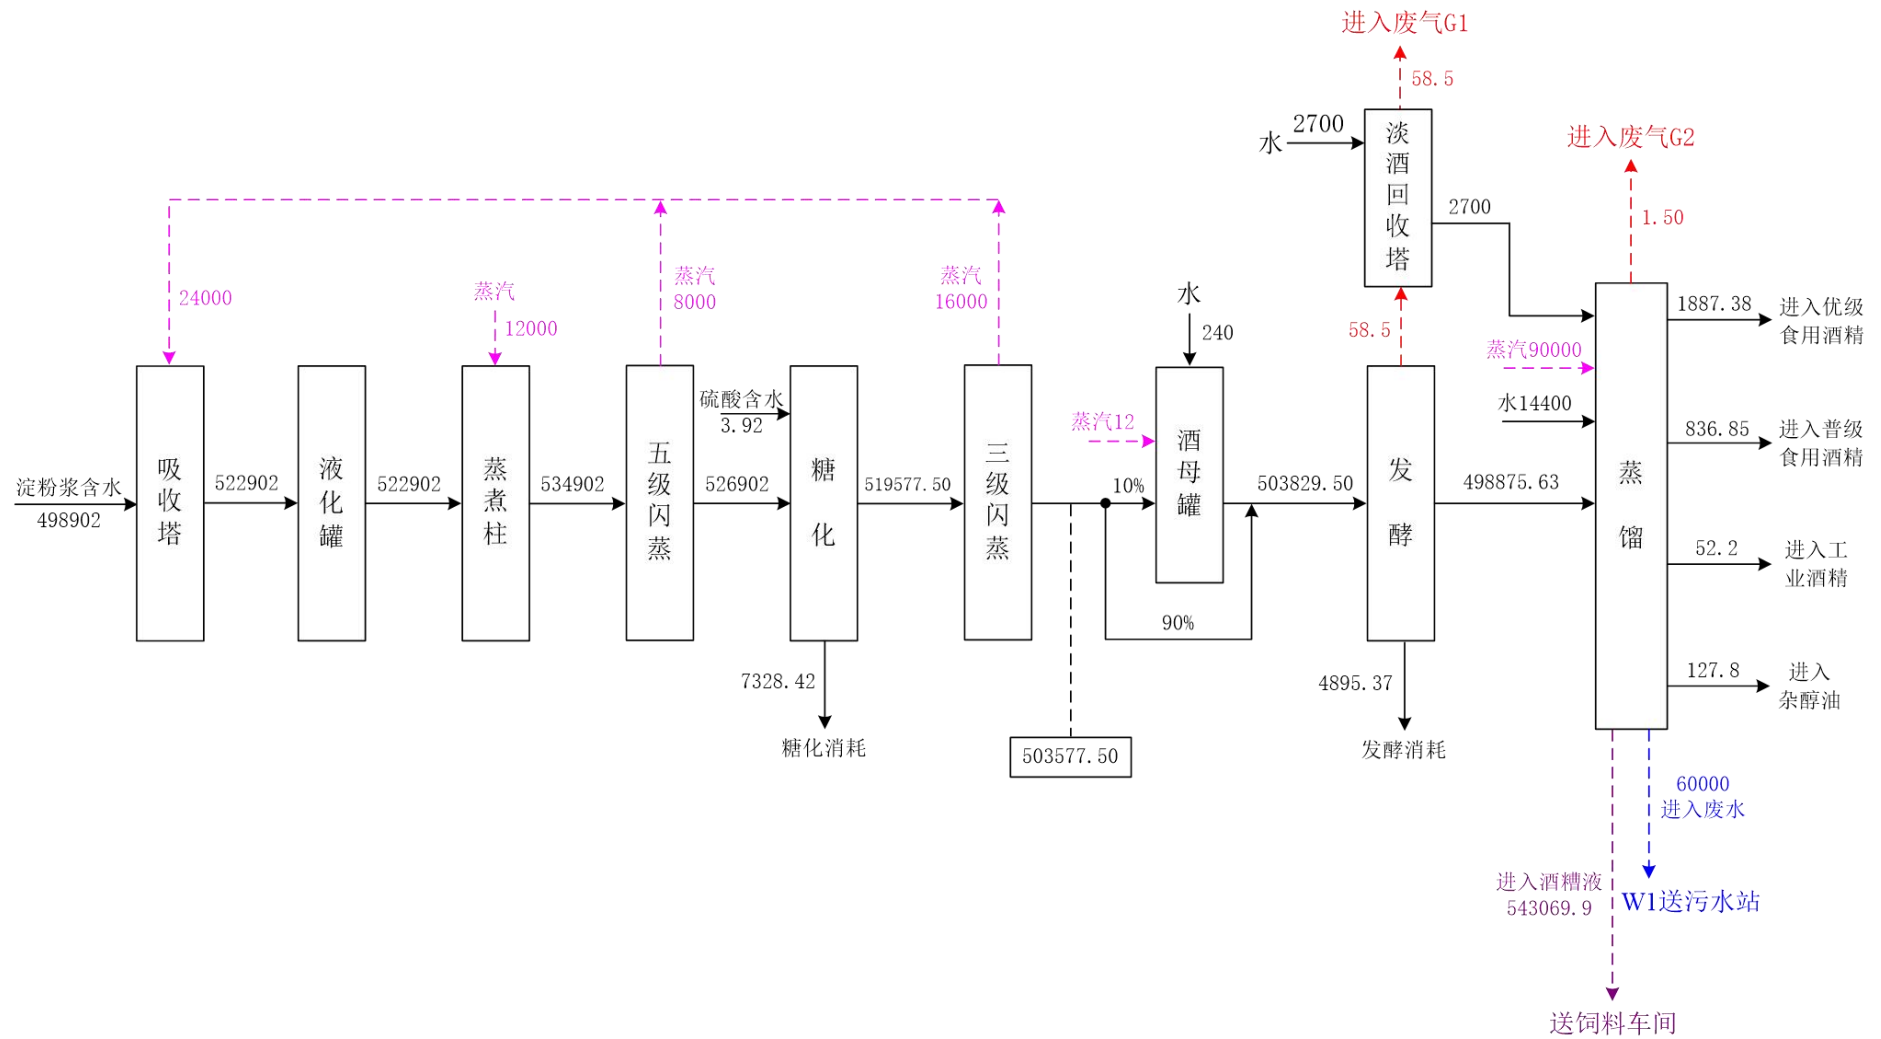 进入废气G1
58.5
水
2700
淡酒回收塔
2700
58.5
进入废气G2
1.50
24000
蒸汽
12000
蒸汽
8000
蒸汽
16000
水
240
淀粉浆含水
498902
吸收塔
522902
液化罐
522902
蒸煮柱
534902
五级闪蒸
526902
硫酸含水
3.92
糖化
519577.50
7328.42
糖化消耗
三级闪蒸
503577.50
10%
90%
蒸汽12
酒母罐
503829.50
发酵
498875.63
4895.37
发酵消耗
蒸汽90000
水14400
蒸馏
1887.38
进入优级
食用酒精
836.85
进入普级
食用酒精
52.2
进入工
业酒精
127.8
进入
杂醇油
60000
进入废水
W1送污水站
进入酒糟液
543069.9
送饲料车间